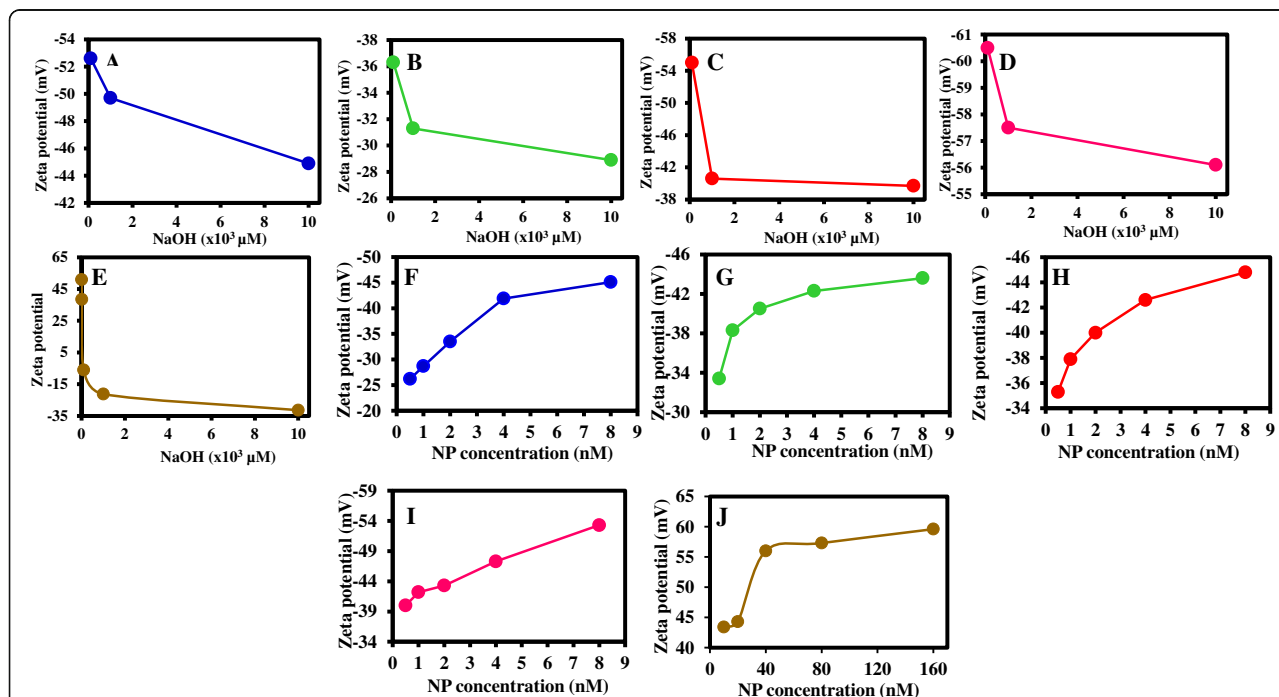 A
Zeta potential (mV)
-54
-52
-50
-48
-46
-44
-42
0 2 4 6 8 10
NaOH (x10³ µM)
B
Zeta potential (mV)
-38
-36
-34
-32
-30
-28
-26
0 2 4 6 8 10
NaOH (x10³ µM)
C
Zeta potential (mV)
-58
-54
-50
-46
-42
-38
0 2 4 6 8 10
NaOH (x10³ µM)
D
Zeta potential (mV)
-61
-60
-59
-58
-57
-56
-55
0 2 4 6 8 10
NaOH (x10³ µM)
E
Zeta potential
65
45
25
5
-15
-35
0 2 4 6 8 10
NaOH (x10³ µM)
F
Zeta potential (mV)
-50
-45
-40
-35
-30
-25
-20
0 1 2 3 4 5 6 7 8 9
NP concentration (nM)
G
Zeta potential (mV)
-46
-42
-38
-34
-30
0 1 2 3 4 5 6 7 8 9
NP concentration (nM)
H
Zeta potential (mV)
-46
-44
-42
-40
-38
-36
-34
0 1 2 3 4 5 6 7 8 9
NP concentration (nM)
I
Zeta potential (mV)
-59
-54
-49
-44
-39
-34
0 1 2 3 4 5 6 7 8 9
NP concentration (nM)
J
Zeta potential (mV)
65
60
55
50
45
40
0 40 80 120 160
NP concentration (nM)